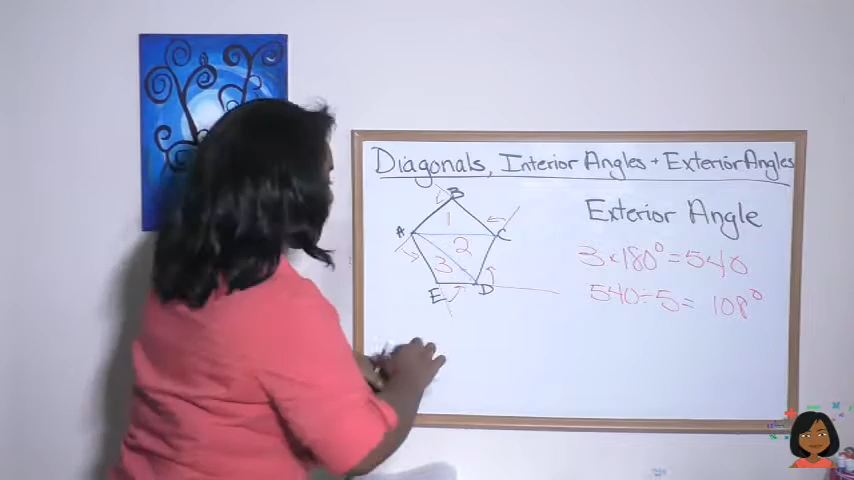 Diagonals, Interior Angles + Exterior Angles
B
Exterior Angle
1
A
2
C
3 × 180° = 540
3
E
D
540 ÷ 5 = 108°